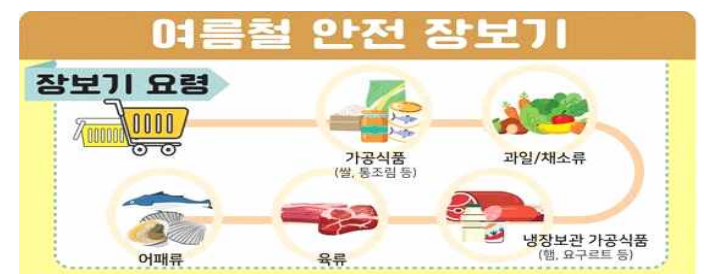 여름철 안전 장보기
장보기 요령
가공식품
(쌀, 통조림 등)
과일/채소류
어패류
육류
냉장보관 가공식품
(햄, 요구르트 등)